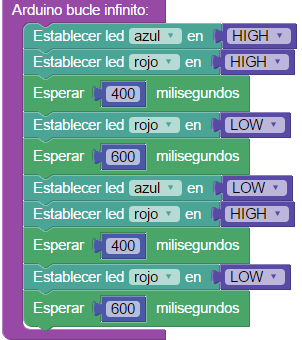 Arduino bucle infinito:
Establecer led azul en HIGH
Establecer led rojo en HIGH
Esperar 400 milisegundos
Establecer led rojo en LOW
Esperar 600 milisegundos
Establecer led azul en LOW
Establecer led rojo en HIGH
Esperar 400 milisegundos
Establecer led rojo en LOW
Esperar 600 milisegundos